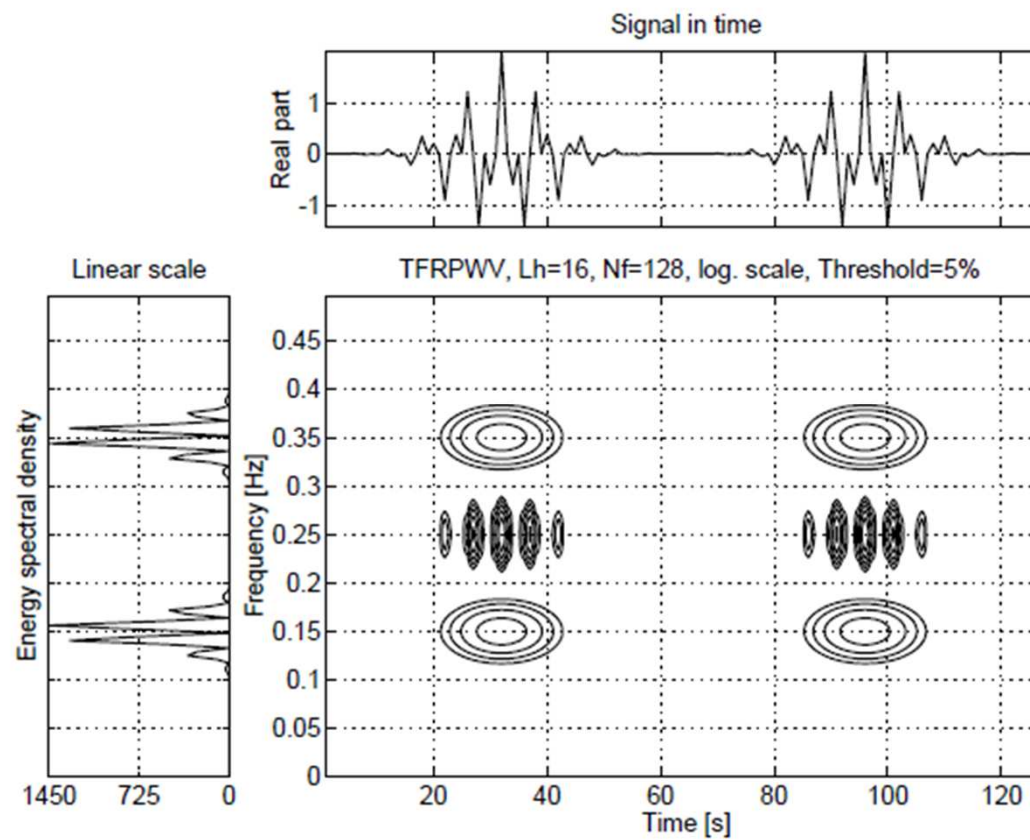 Signal in time
Real part
1
0
-1
Linear scale
TFRPWV, Lh=16, Nf=128, log. scale, Threshold=5%
Energy spectral density
1450 725 0
Frequency [Hz]
0.45
0.4
0.35
0.3
0.25
0.2
0.15
0.1
0.05
0
20 40 60 80 100 120
Time [s]